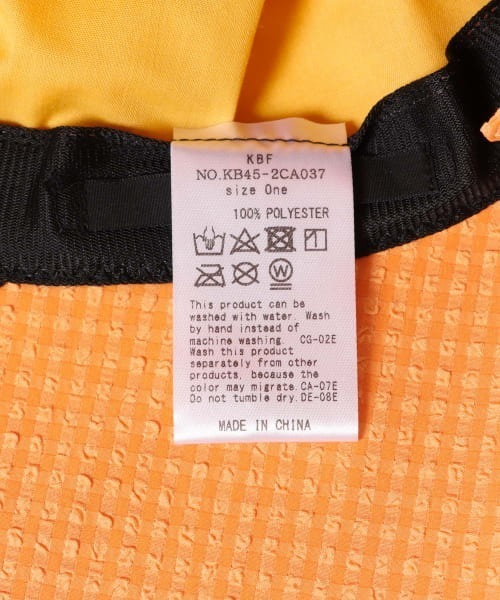 KBF
NO.KB45-2CA037
size One
100% POLYESTER
W
This product can be
washed with water. Wash
by hand instead of
machine washing. CG-02E
Wash this product
separately from other
products, because the
color may migrate.CA-07E
Do not tumble dry.DE-08E
MADE IN CHINA